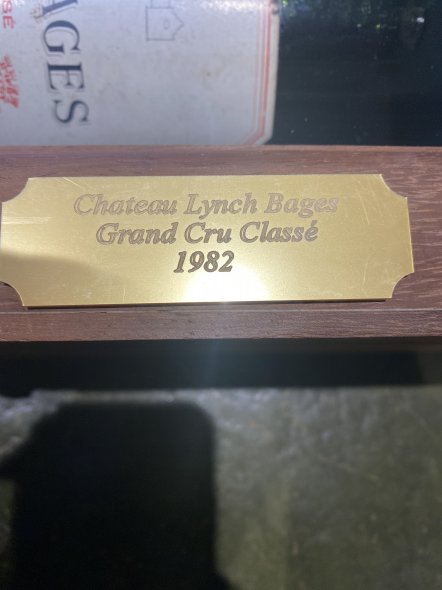 AGES
Chateau Lynch Bages
Grand Cru Classé
1982